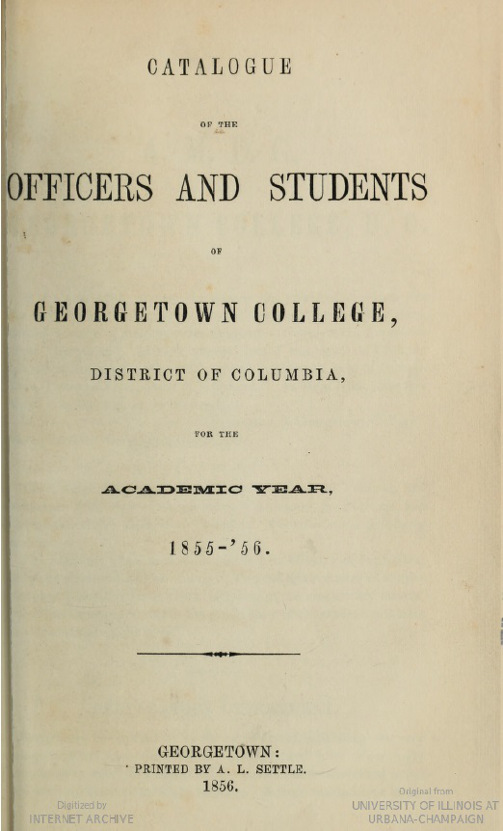 CATALOGUE
OF THE
OFFICERS AND STUDENTS
OF
GEORGETOWN COLLEGE,
DISTRICT OF COLUMBIA,
FOR THE
ACADEMIC YEAR,
1855-'56.
GEORGETOWN:
PRINTED BY A. L. SETTLE.
1856.
Digitized by
INTERNET ARCHIVE
Original from
UNIVERSITY OF ILLINOIS AT
URBANA-CHAMPAIGN